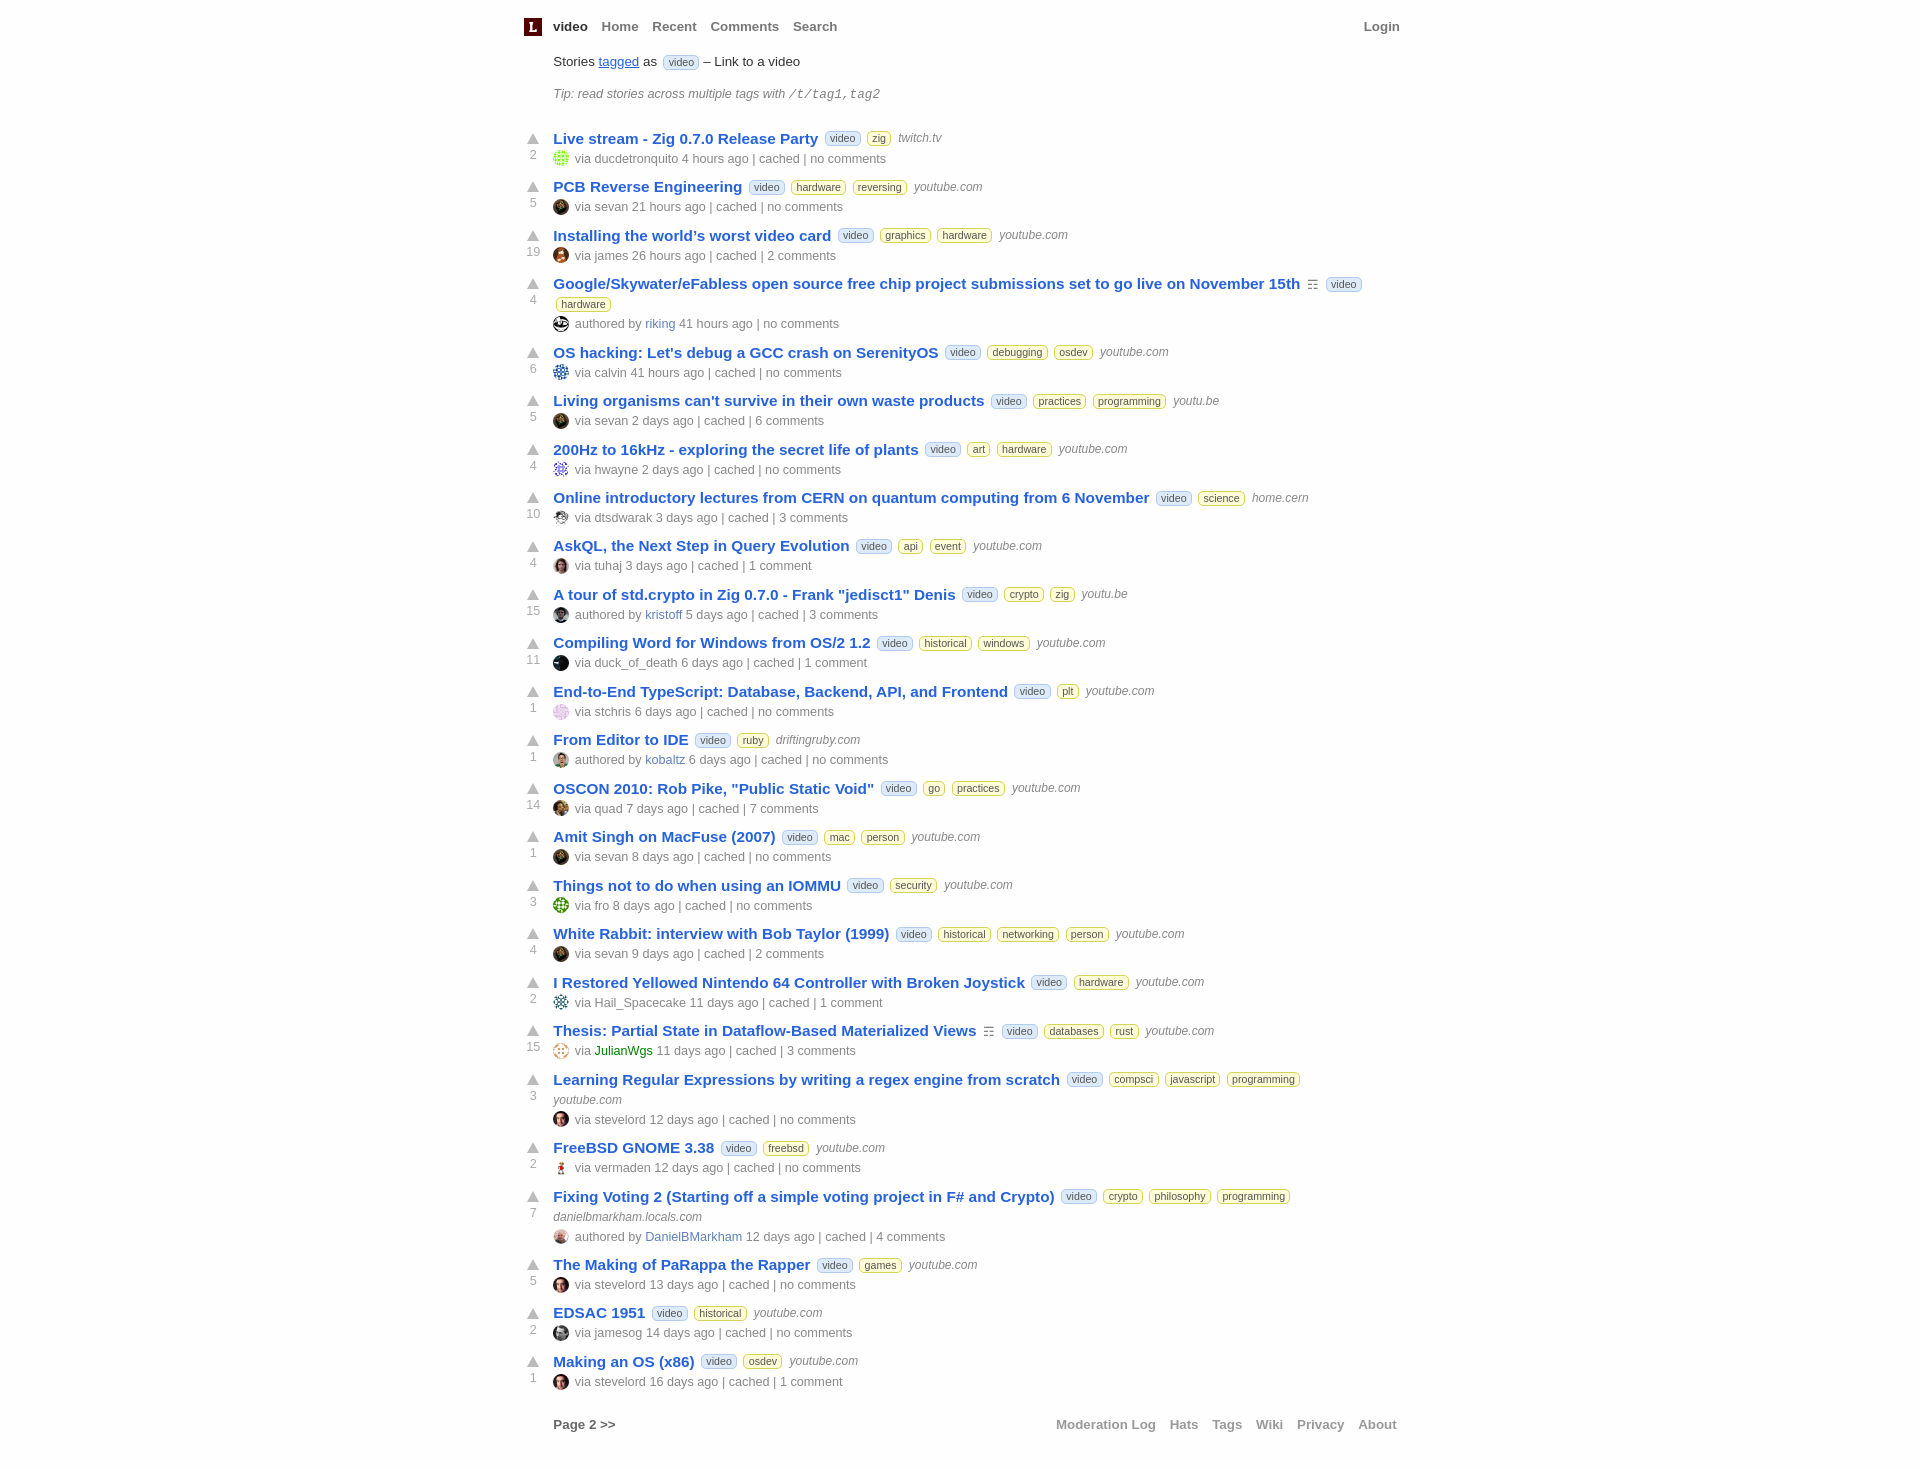 L video Home Recent Comments Search Login
Stories tagged as video – Link to a video
Tip: read stories across multiple tags with /t/tag1,tag2
Live stream - Zig 0.7.0 Release Party video zig twitch.tv
2 via ducdetronquito 4 hours ago | cached | no comments
PCB Reverse Engineering video hardware reversing youtube.com
5 via sevan 21 hours ago | cached | no comments
Installing the world’s worst video card video graphics hardware youtube.com
19 via james 26 hours ago | cached | 2 comments
Google/Skywater/eFabless open source free chip project submissions set to go live on November 15th ☶ video
4 hardware
authored by riking 41 hours ago | no comments
OS hacking: Let's debug a GCC crash on SerenityOS video debugging osdev youtube.com
6 via calvin 41 hours ago | cached | no comments
Living organisms can't survive in their own waste products video practices programming youtu.be
5 via sevan 2 days ago | cached | 6 comments
200Hz to 16kHz - exploring the secret life of plants video art hardware youtube.com
4 via hwayne 2 days ago | cached | no comments
Online introductory lectures from CERN on quantum computing from 6 November video science home.cern
10 via dtsdwarak 3 days ago | cached | 3 comments
AskQL, the Next Step in Query Evolution video api event youtube.com
4 via tuhaj 3 days ago | cached | 1 comment
A tour of std.crypto in Zig 0.7.0 - Frank "jedisct1" Denis video crypto zig youtu.be
15 authored by kristoff 5 days ago | cached | 3 comments
Compiling Word for Windows from OS/2 1.2 video historical windows youtube.com
11 via duck_of_death 6 days ago | cached | 1 comment
End-to-End TypeScript: Database, Backend, API, and Frontend video plt youtube.com
1 via stchris 6 days ago | cached | no comments
From Editor to IDE video ruby driftingruby.com
1 authored by kobaltz 6 days ago | cached | no comments
OSCON 2010: Rob Pike, "Public Static Void" video go practices youtube.com
14 via quad 7 days ago | cached | 7 comments
Amit Singh on MacFuse (2007) video mac person youtube.com
1 via sevan 8 days ago | cached | no comments
Things not to do when using an IOMMU video security youtube.com
3 via fro 8 days ago | cached | no comments
White Rabbit: interview with Bob Taylor (1999) video historical networking person youtube.com
4 via sevan 9 days ago | cached | 2 comments
I Restored Yellowed Nintendo 64 Controller with Broken Joystick video hardware youtube.com
2 via Hail_Spacecake 11 days ago | cached | 1 comment
Thesis: Partial State in Dataflow-Based Materialized Views ☶ video databases rust youtube.com
15 via JulianWgs 11 days ago | cached | 3 comments
Learning Regular Expressions by writing a regex engine from scratch video compsci javascript programming
3 youtube.com
via stevelord 12 days ago | cached | no comments
FreeBSD GNOME 3.38 video freebsd youtube.com
2 via vermaden 12 days ago | cached | no comments
Fixing Voting 2 (Starting off a simple voting project in F# and Crypto) video crypto philosophy programming
7 danielbmarkham.locals.com
authored by DanielBMarkham 12 days ago | cached | 4 comments
The Making of PaRappa the Rapper video games youtube.com
5 via stevelord 13 days ago | cached | no comments
EDSAC 1951 video historical youtube.com
2 via jamesog 14 days ago | cached | no comments
Making an OS (x86) video osdev youtube.com
1 via stevelord 16 days ago | cached | 1 comment
Page 2 >> Moderation Log Hats Tags Wiki Privacy About